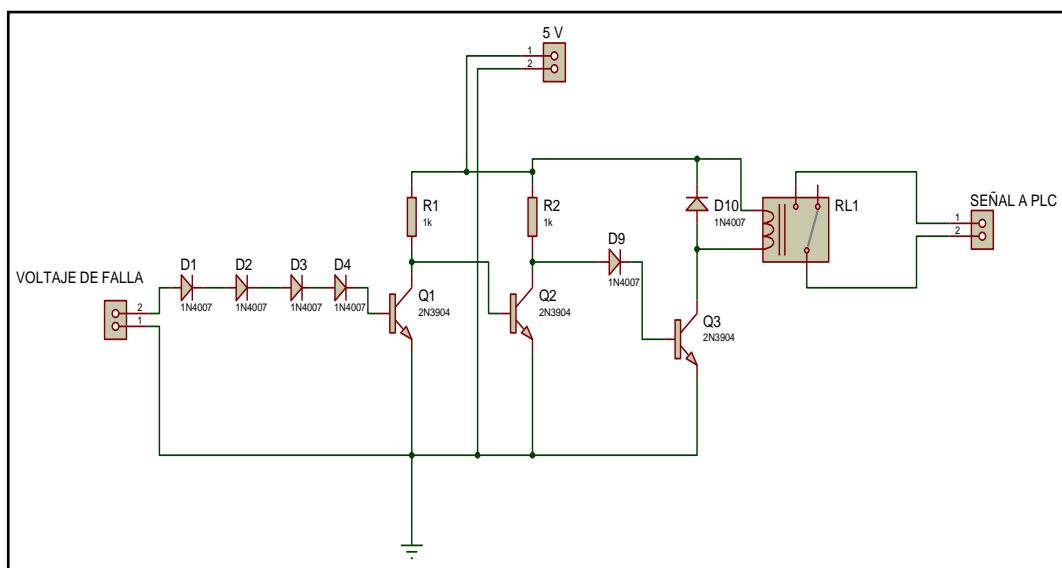 5 V
1
2
R1
1k
R2
1k
D10
1N4007
RL1
SEÑAL A PLC
1
2
D9
1N4007
VOLTAJE DE FALLA
2
1
D1
1N4007
D2
1N4007
D3
1N4007
D4
1N4007
Q1
2N3904
Q2
2N3904
Q3
2N3904